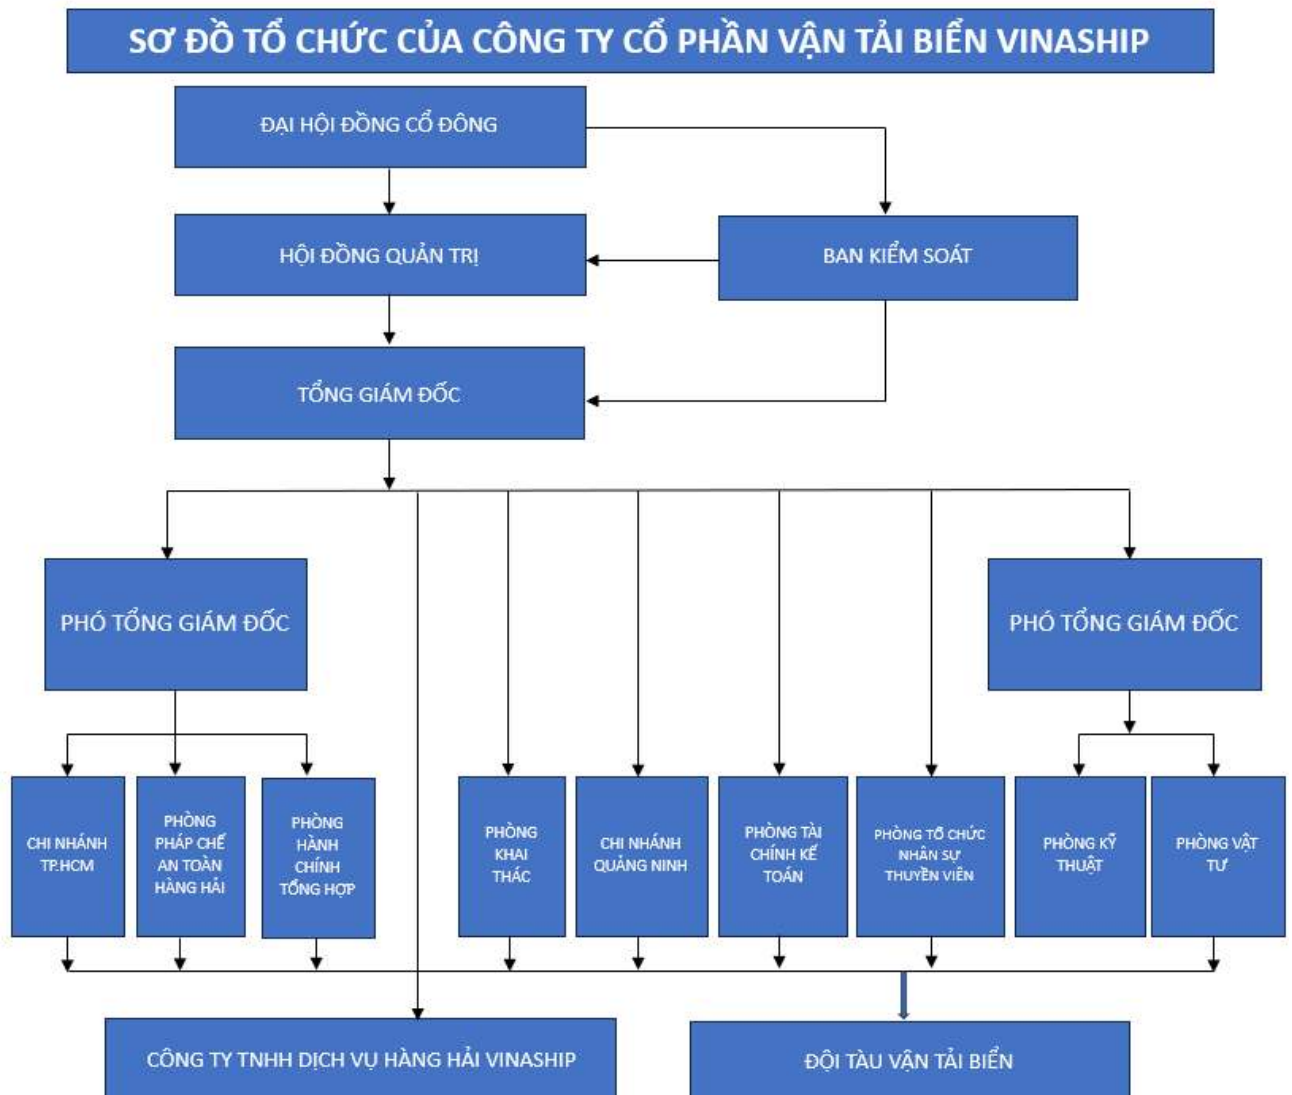 SƠ ĐỒ TỔ CHỨC CỦA CÔNG TY CỔ PHẦN VẬN TẢI BIỂN VINASHIP
ĐẠI HỘI ĐỒNG CỔ ĐÔNG
HỘI ĐỒNG QUẢN TRỊ
BAN KIỂM SOÁT
TỔNG GIÁM ĐỐC
PHÓ TỔNG GIÁM ĐỐC
PHÓ TỔNG GIÁM ĐỐC
CHI NHÁNH
TP.HCM
PHÒNG
PHÁP CHẾ
AN TOÀN
HÀNG HẢI
PHÒNG
HÀNH
CHÍNH
TỔNG HỢP
PHÒNG
KHAI
THÁC
CHI NHÁNH
QUẢNG NINH
PHÒNG TÀI
CHÍNH KẾ
TOÁN
PHÒNG TỔ CHỨC
NHÂN SỰ
THUYỀN VIÊN
PHÒNG KỸ
THUẬT
PHÒNG VẬT
TƯ
CÔNG TY TNHH DỊCH VỤ HÀNG HẢI VINASHIP
ĐỘI TÀU VẬN TẢI BIỂN